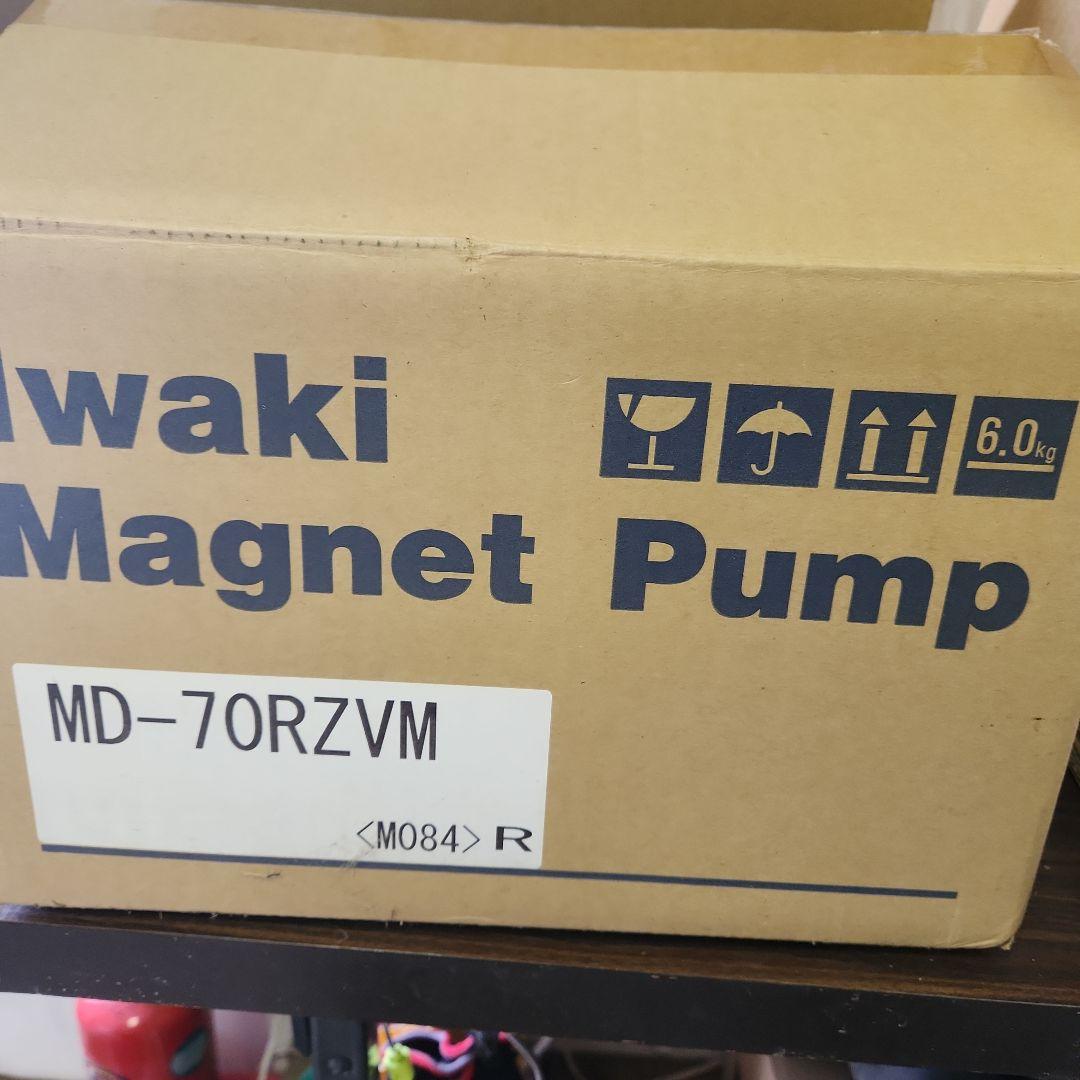 Iwaki
6.0kg
Magnet Pump
MD-70RZVM
<M084> R